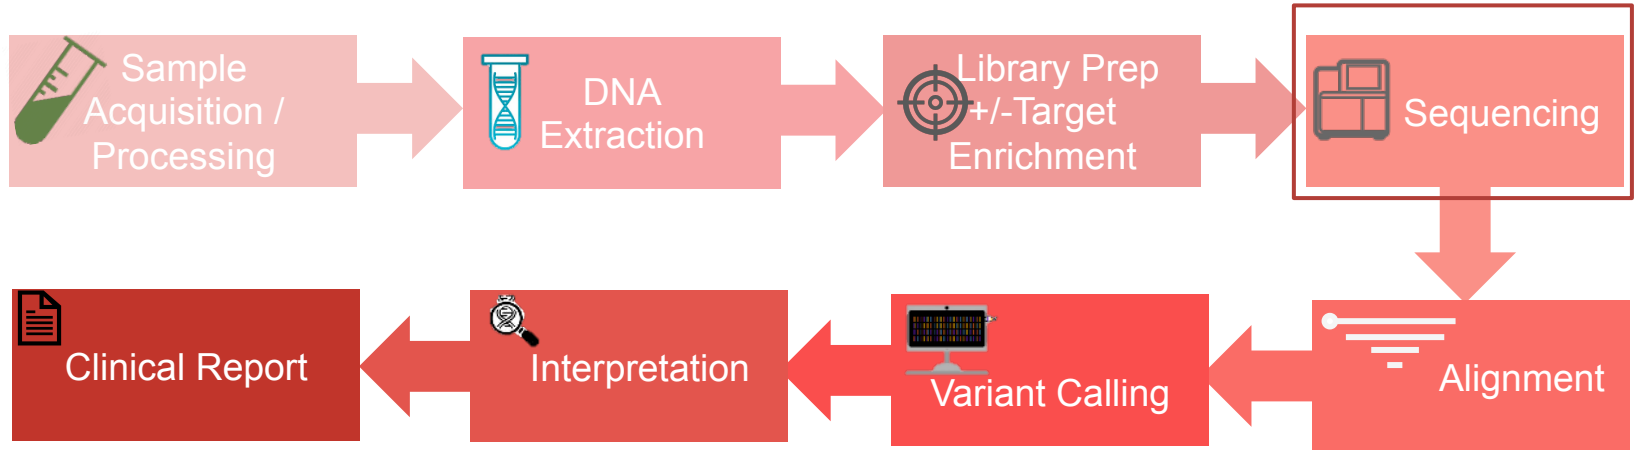 Sample
Acquisition /
Processing
DNA
Extraction
Library Prep
+/-Target
Enrichment
Sequencing
Alignment
Variant Calling
Interpretation
Clinical Report